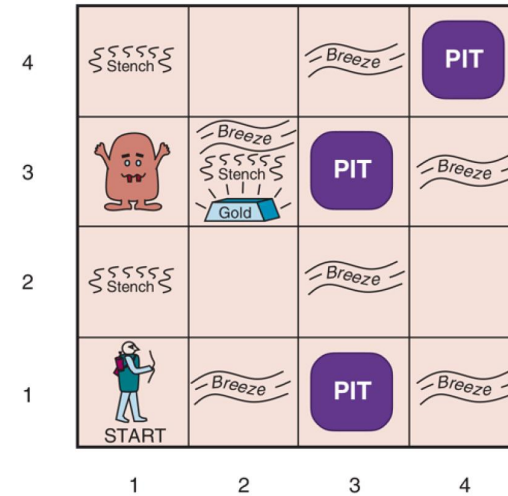 4
Stench
Breeze
PIT
3
Breeze
Stench
Gold
PIT
Breeze
2
Stench
Breeze
1
START
Breeze
PIT
Breeze
1 2 3 4